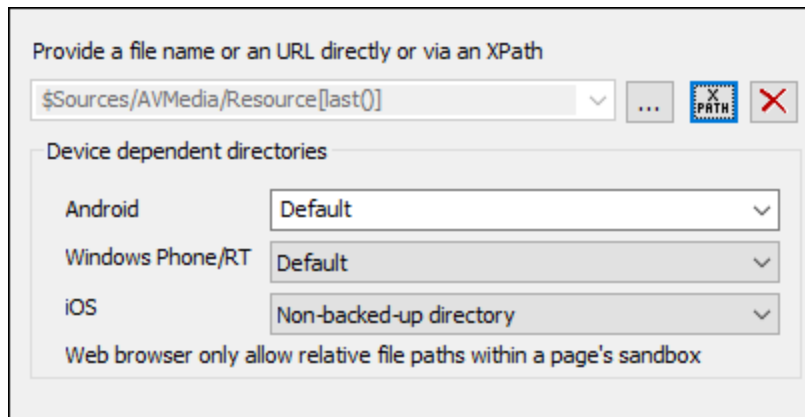 Provide a file name or an URL directly or via an XPath
$Sources/AVMedia/Resource[last()]
...
X
PATH
Device dependent directories
Android Default
Windows Phone/RT Default
iOS Non-backed-up directory
Web browser only allow relative file paths within a page's sandbox